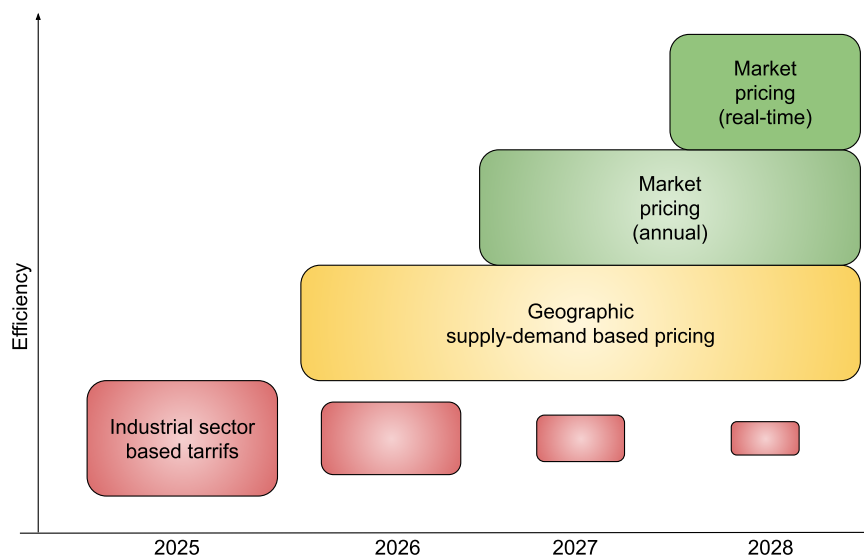 Market
pricing
(real-time)
Market
pricing
(annual)
Geographic
supply-demand based pricing
Industrial sector
based tarrifs
Efficiency
2025
2026
2027
2028